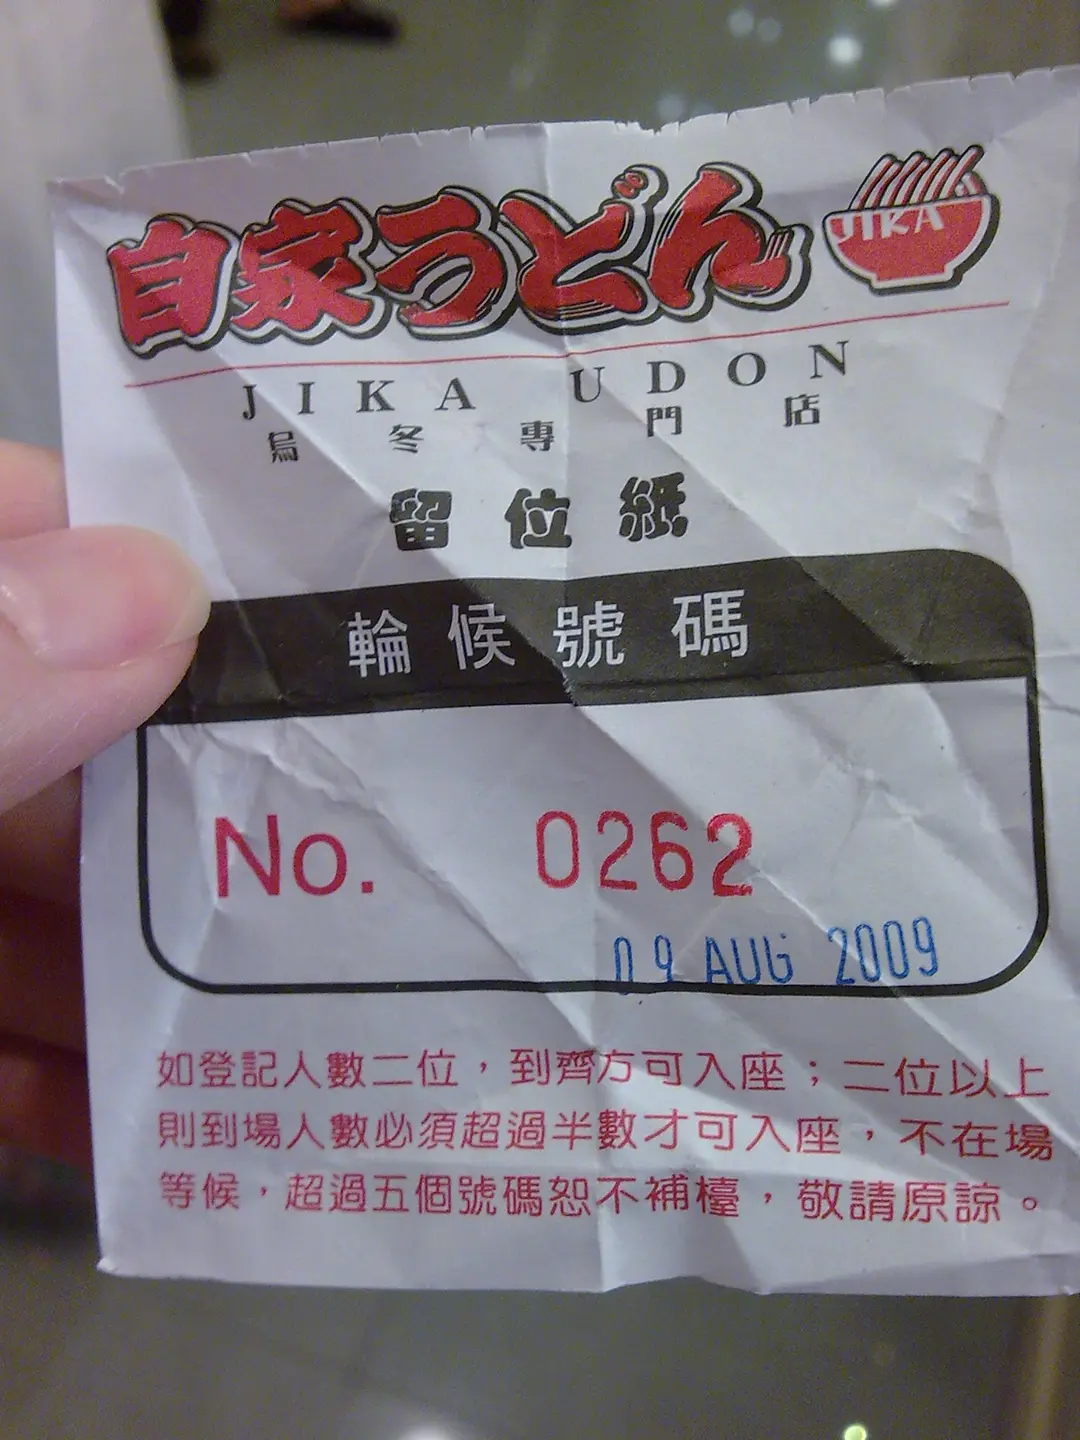 自家うどん JIKA
JIKA UDON
烏冬專門店
留位紙
輪候號碼
No. 0262
09 AUG 2009
如登記人數二位，到齊方可入座；二位以上
則到場人數必須超過半數才可入座，不在場
等候，超過五個號碼恕不補檯，敬請原諒。